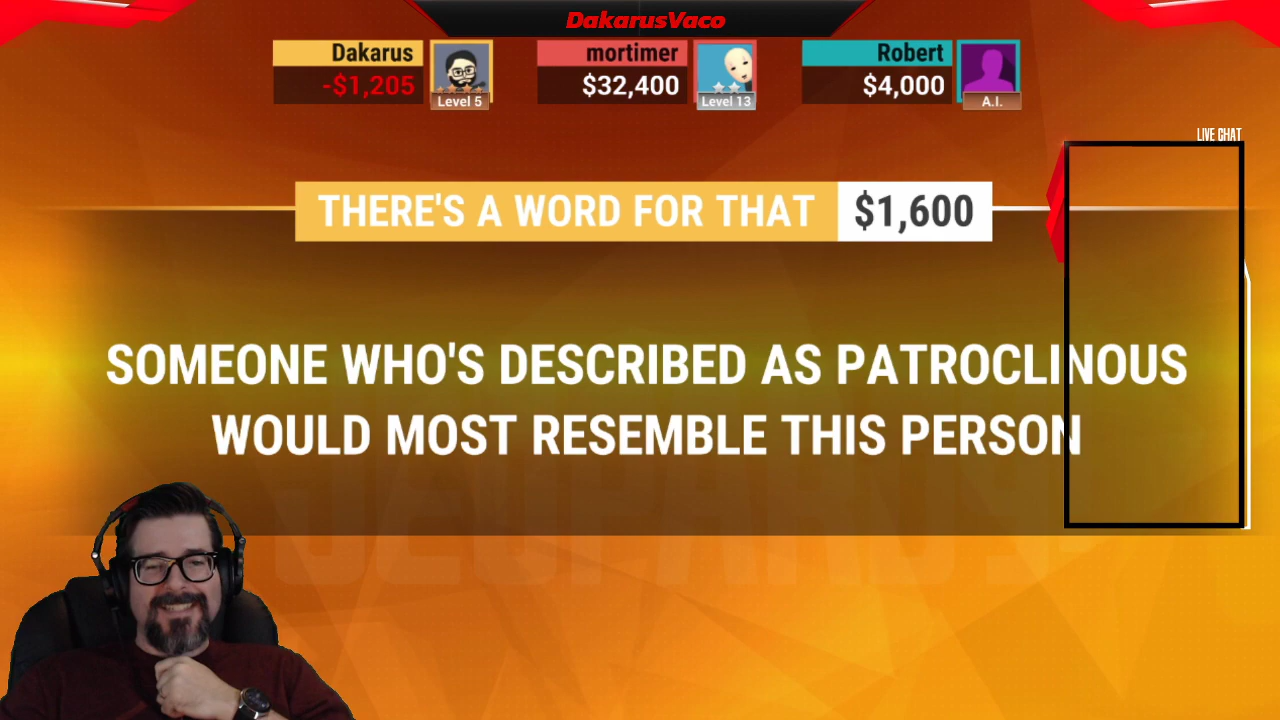 DakarusVaco
Dakarus
-$1,205
Level 5
mortimer
$32,400
Level 13
Robert
$4,000
A.I.
LIVE CHAT
THERE'S A WORD FOR THAT $1,600
SOMEONE WHO'S DESCRIBED AS PATROCLINOUS
WOULD MOST RESEMBLE THIS PERSON
JEOPARDY!